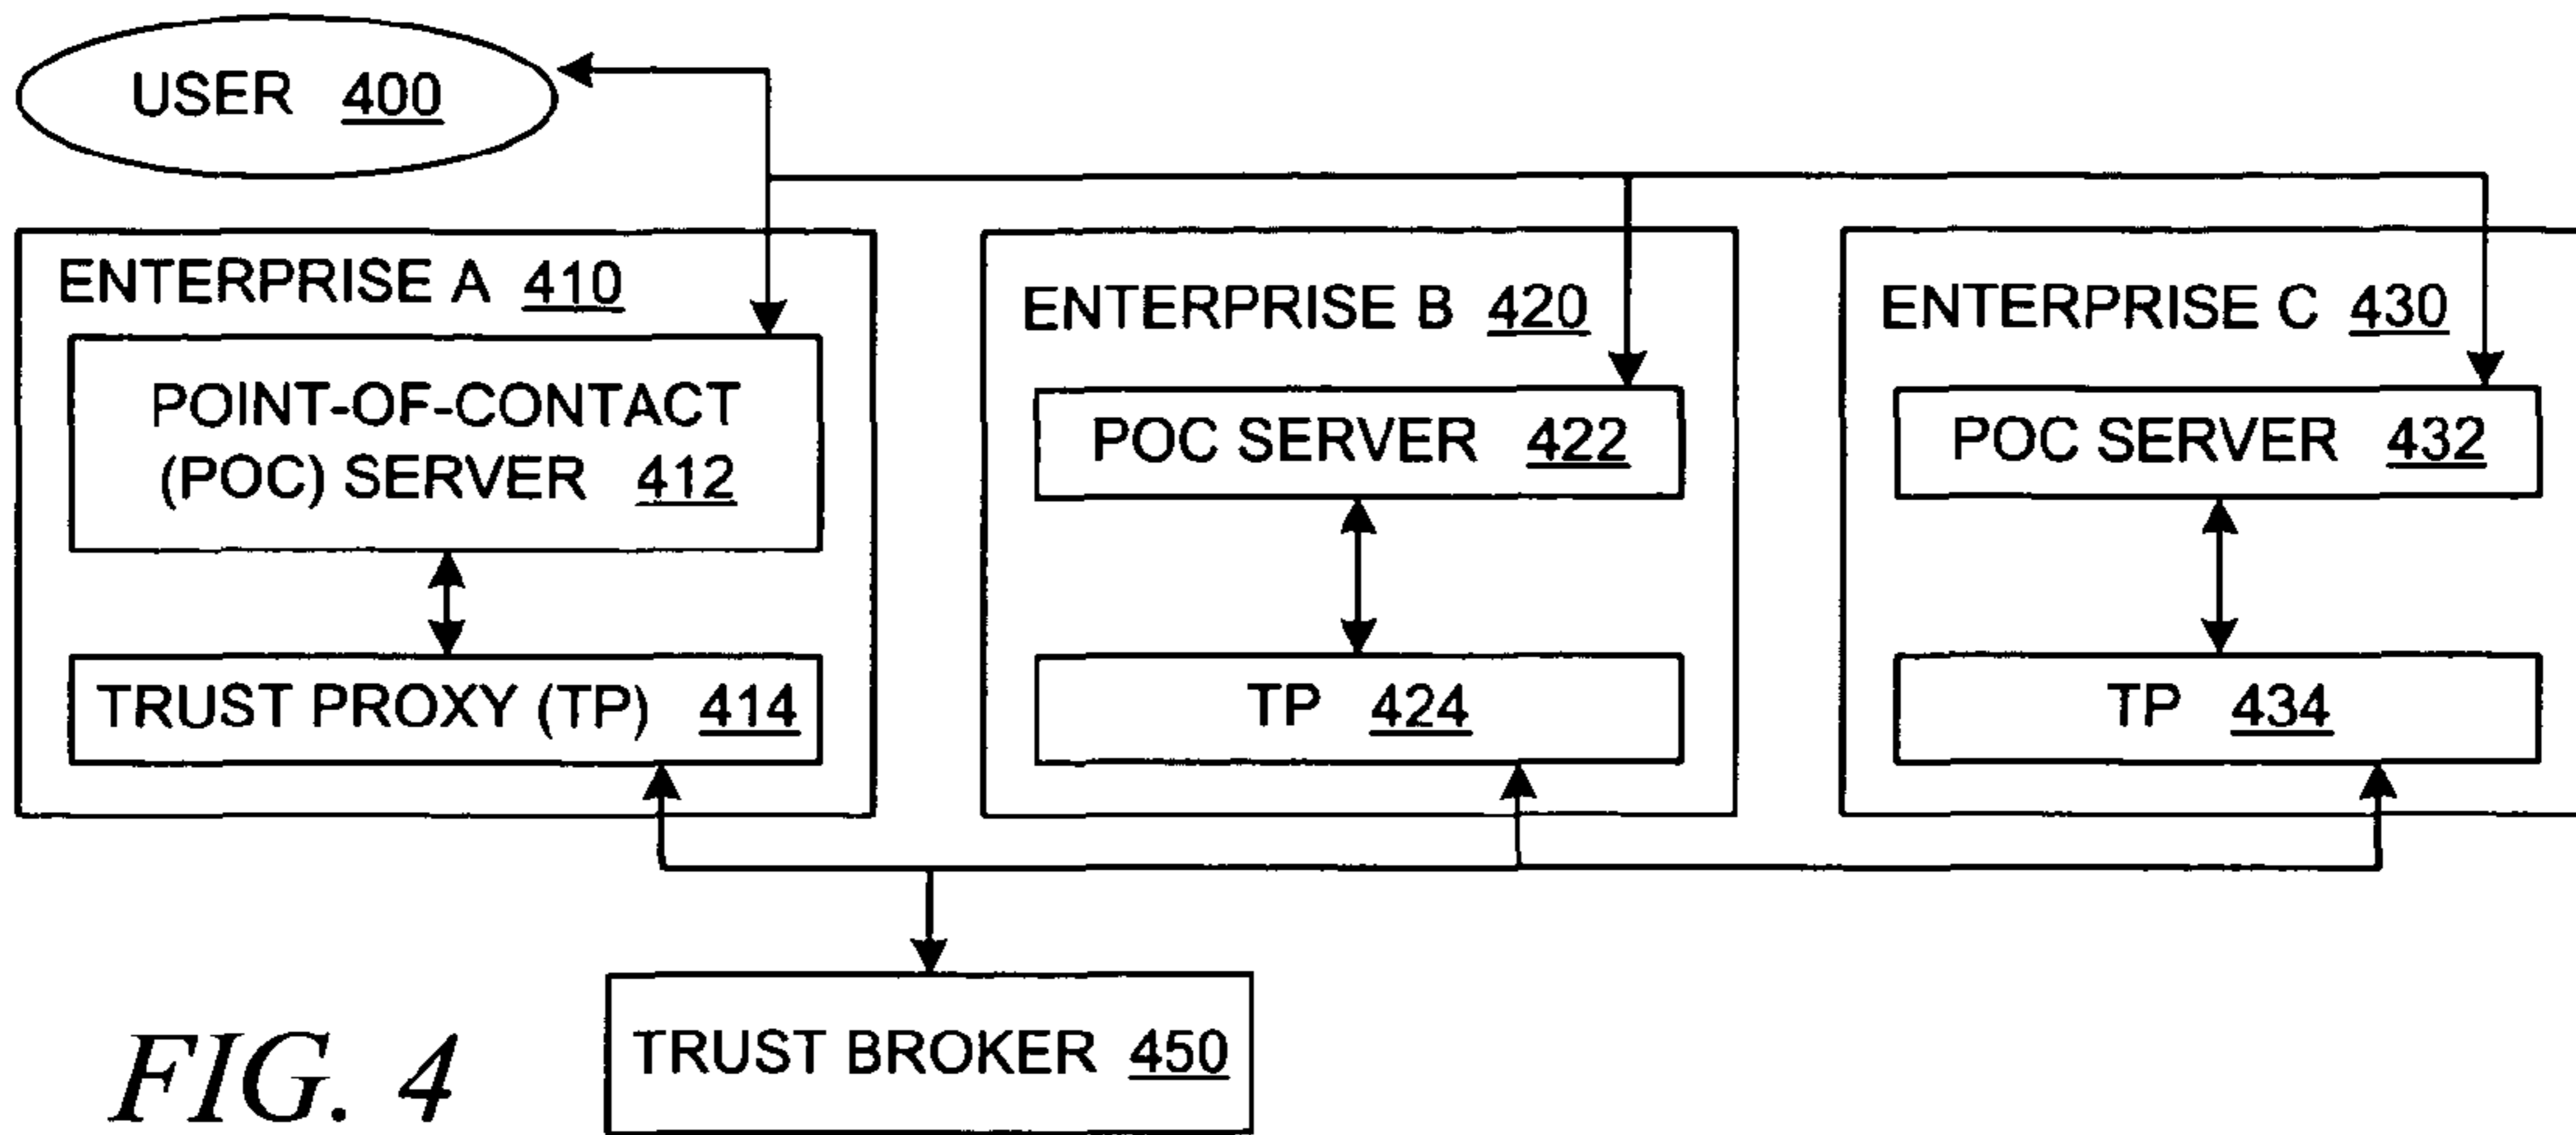 USER 400
ENTERPRISE A 410
POINT-OF-CONTACT
(POC) SERVER 412
TRUST PROXY (TP) 414
ENTERPRISE B 420
POC SERVER 422
TP 424
ENTERPRISE C 430
POC SERVER 432
TP 434
TRUST BROKER 450
FIG. 4